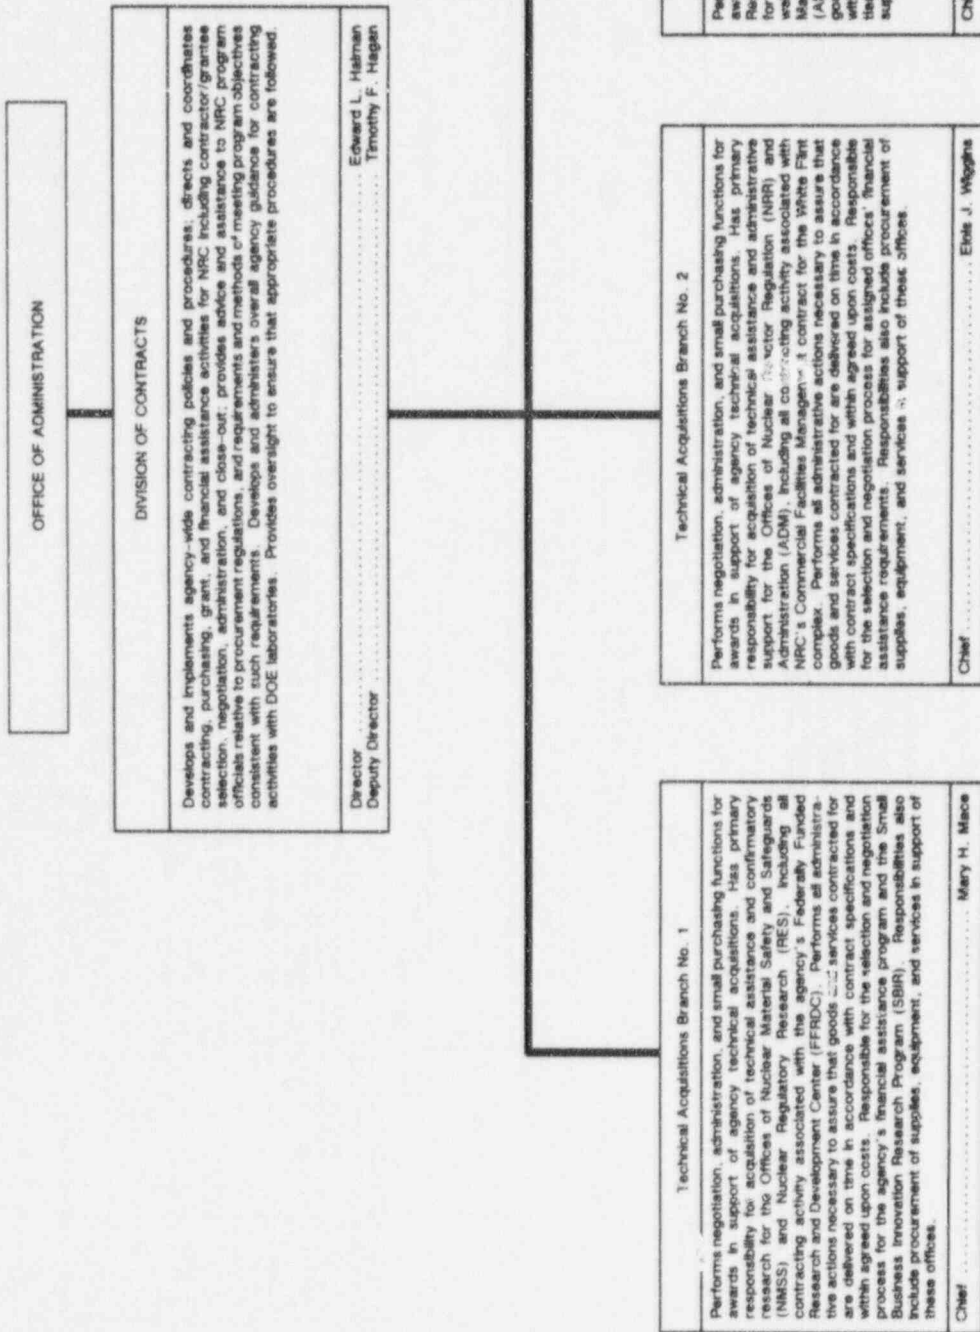 OFFICE OF ADMINISTRATION
DIVISION OF CONTRACTS
Develops and implements agency-wide contracting policies and procedures; directs and coordinates
contracting, purchasing, grant, and financial assistance activities for NRC including contractor/grantee
selection, negotiation, administration, and close-out; provides advice and assistance to NRC program
officials relative to procurement regulations, and requirements and methods of meeting program objectives
consistent with such requirements. Develops and administers overall agency guidance for contracting
activities with DOE laboratories. Provides oversight to ensure that appropriate procedures are followed.
Director .......... Edward L. Halman
Deputy Director .......... Timothy F. Hagan
Technical Acquisitions Branch No. 1
Performs negotiation, administration, and small purchasing functions for
awards in support of agency technical acquisitions. Has primary
responsibility for acquisition of technical assistance and confirmatory
research for the Offices of Nuclear Material Safety and Safeguards
(NMSS) and Nuclear Regulatory Research (RES), including all
contracting activity associated with the agency's Federally Funded
Research and Development Center (FFRDC). Performs all administra-
tive actions necessary to assure that goods and services contracted for
are delivered on time in accordance with contract specifications and
within agreed upon costs. Responsible for the selection and negotiation
process for the agency's financial assistance program and the Small
Business Innovation Research Program (SBIR). Responsibilities also
include procurement of supplies, equipment, and services in support of
these offices.
Chief .......... Mary H. Mace
Technical Acquisitions Branch No. 2
Performs negotiation, administration, and small purchasing functions for
awards in support of agency technical acquisitions. Has primary
responsibility for acquisition of technical assistance and administrative
support for the Offices of Nuclear Reactor Regulation (NRR) and
Administration (ADM), including all contracting activity associated with
NRC's Commercial Facilities Management contract for the White Flint
complex. Performs all administrative actions necessary to assure that
goods and services contracted for are delivered on time in accordance
with contract specifications and within agreed upon costs. Responsible
for the selection and negotiation process for assigned offices' financial
assistance requirements. Responsibilities also include procurement of
supplies, equipment, and services in support of these offices.
Chief .......... Elois J. Wiggins